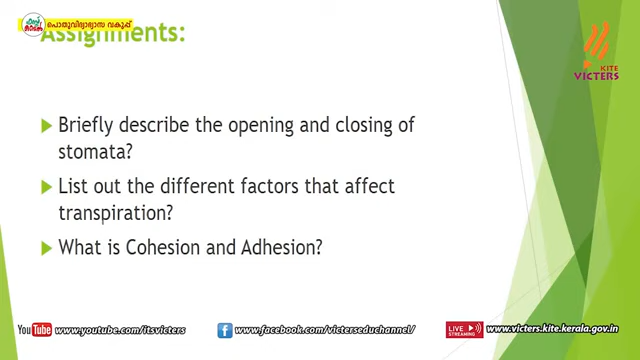 പൊതുവിദ്യാഭ്യാസ വകുപ്പ്
Assignments:
KITE
VICTERS
Briefly describe the opening and closing of
stomata?
List out the different factors that affect
transpiration?
What is Cohesion and Adhesion?
YouTube www.youtube.com/itsvicters
www.facebook.com/victerseduchannel/
LIVE STREAMING www.victers.kite.kerala.gov.in